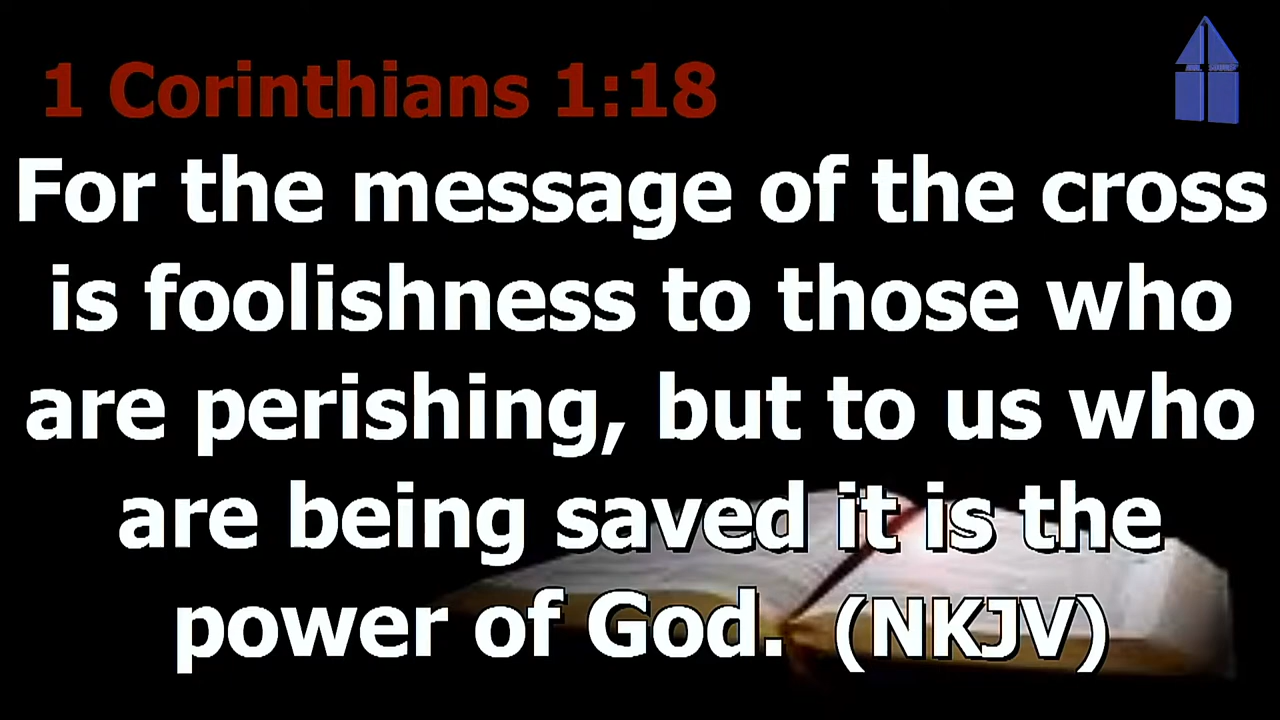 1 Corinthians 1:18
For the message of the cross
is foolishness to those who
are perishing, but to us who
are being saved it is the
power of God. (NKJV)